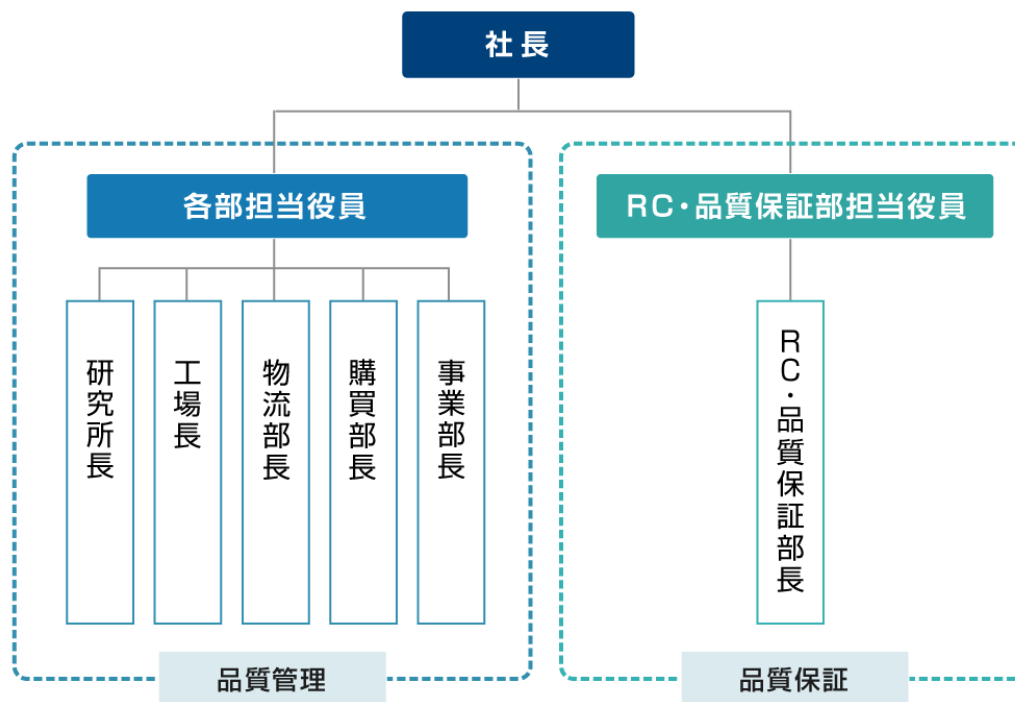 社長
各部担当役員
RC・品質保証部担当役員
研究所長
工場長
物流部長
購買部長
事業部長
RC・品質保証部長
品質管理
品質保証